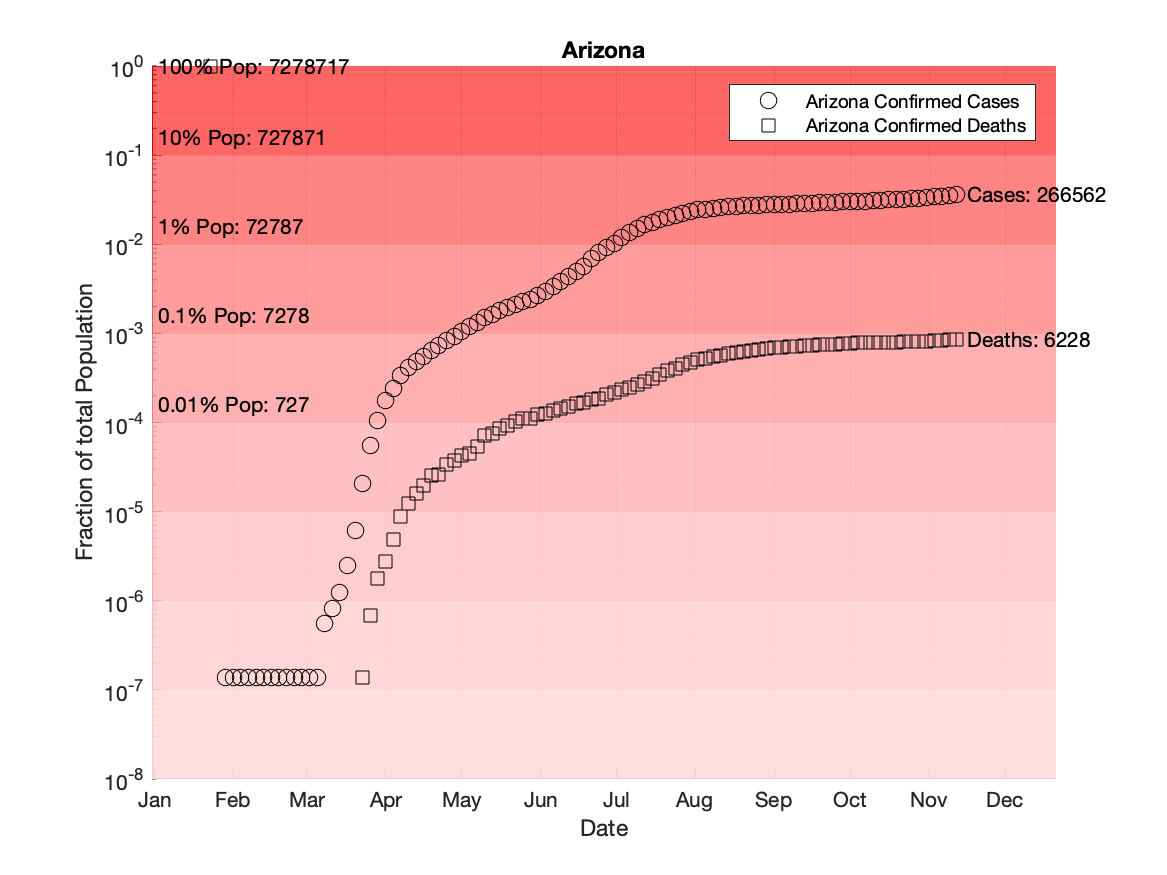 Arizona
10^0
100% Pop: 7278717
Arizona Confirmed Cases
Arizona Confirmed Deaths
10% Pop: 727871
10^-1
Cases: 266562
1% Pop: 72787
10^-2
0.1% Pop: 7278
10^-3
Deaths: 6228
0.01% Pop: 727
10^-4
10^-5
10^-6
10^-7
10^-8
Fraction of total Population
Jan Feb Mar Apr May Jun Jul Aug Sep Oct Nov Dec
Date